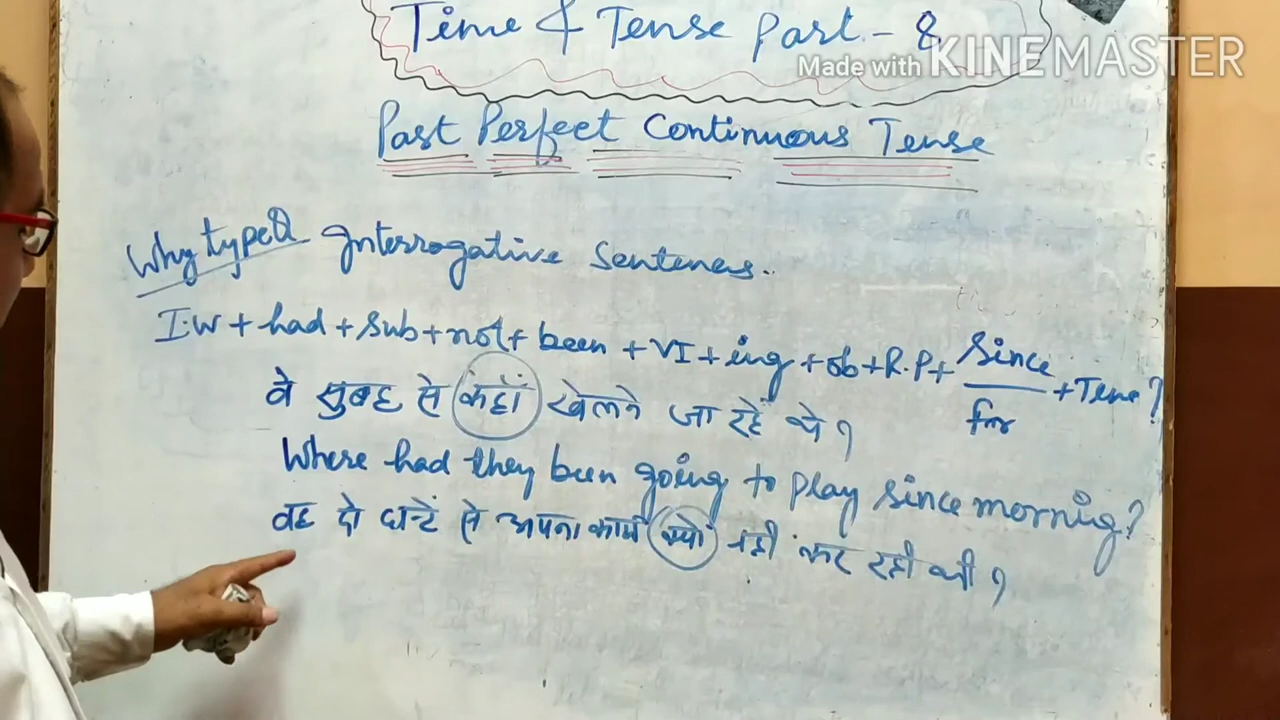 Time & Tense Part - 8
Made with KINEMASTER
Past Perfect Continuous Tense
Why type Q Interrogative Sentences..
I.W + had + sub + not + been + VI + ing + ob + R.P + Since / for + Time ?
वे सुबह से कहाँ खेलने जा रहें थे ?
Where had they been going to play since morning?
वह दो घन्टें से अपना कार्य क्यों नहीं कर रही थी ?